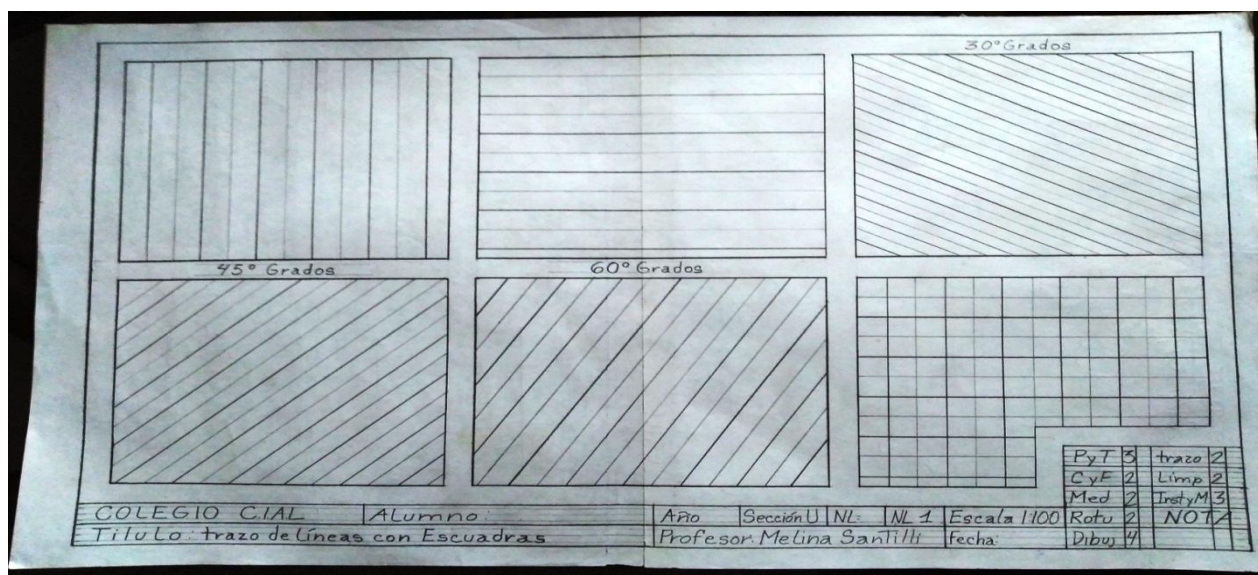 30° Grados
45° Grados
60° Grados
PyT 3 trazo 2
CyF 2 Limp 2
Med 2 InstyM 3
COLEGIO C.IAL Alumno: Año Sección U NL: NL 1 Escala 1:100 Rotu 2 NOTA
Titulo: trazo de Líneas con Escuadras Profesor: Melina Santilli Fecha: Dibuj 4